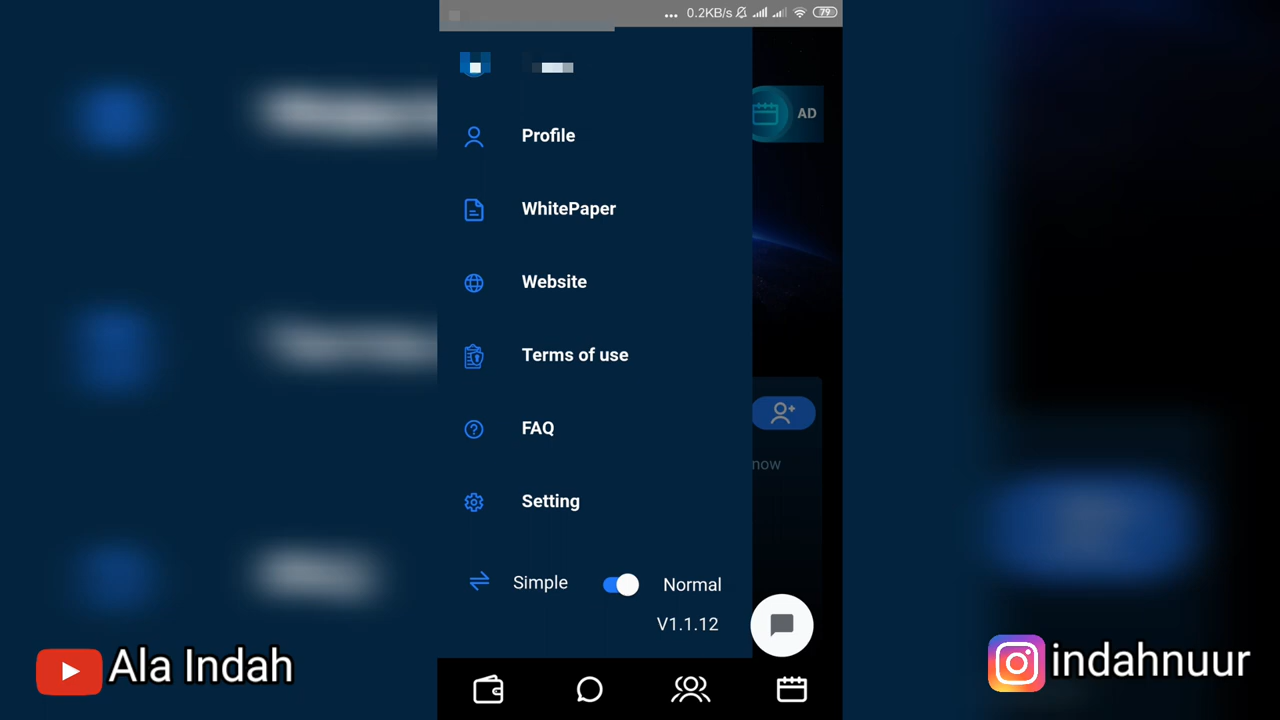 0.2KB/s 79
AD
Profile
WhitePaper
Website
Terms of use
FAQ
now
Setting
Simple Normal
V1.1.12
Ala Indah
indahnuur